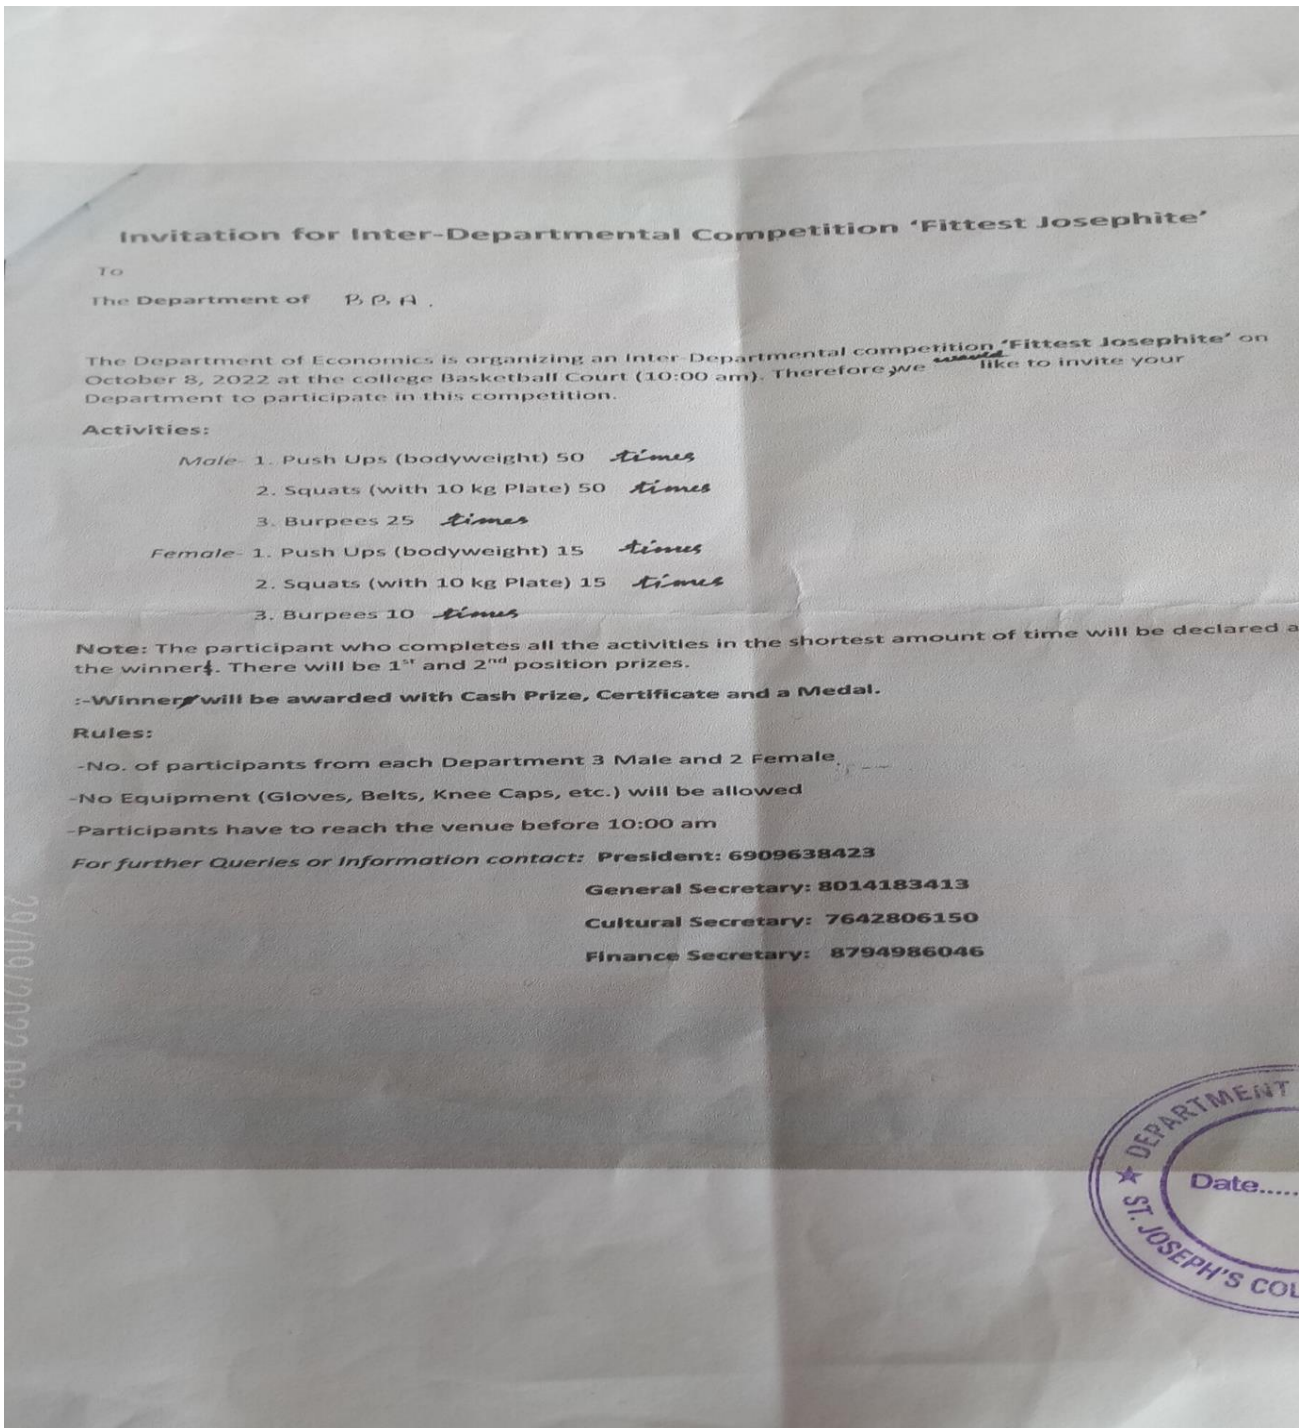 Invitation for Inter-Departmental Competition 'Fittest Josephite'
To
The Department of BBA.
The Department of Economics is organizing an Inter-Departmental competition 'Fittest Josephite' on
October 8, 2022 at the college Basketball Court (10:00 am). Therefore, we would like to invite your
Department to participate in this competition.
Activities:
Male- 1. Push Ups (bodyweight) 50 times
2. Squats (with 10 kg Plate) 50 times
3. Burpees 25 times
Female- 1. Push Ups (bodyweight) 15 times
2. Squats (with 10 kg Plate) 15 times
3. Burpees 10 times
Note: The participant who completes all the activities in the shortest amount of time will be declared a
the winner. There will be 1st and 2nd position prizes.
:-Winner will be awarded with Cash Prize, Certificate and a Medal.
Rules:
-No. of participants from each Department 3 Male and 2 Female
-No Equipment (Gloves, Belts, Knee Caps, etc.) will be allowed
-Participants have to reach the venue before 10:00 am
For further Queries or Information contact: President: 6909638423
General Secretary: 8014183413
Cultural Secretary: 7642806150
Finance Secretary: 8794986046
29/09/2022
DEPARTMENT
Date.....
ST. JOSEPH'S COL